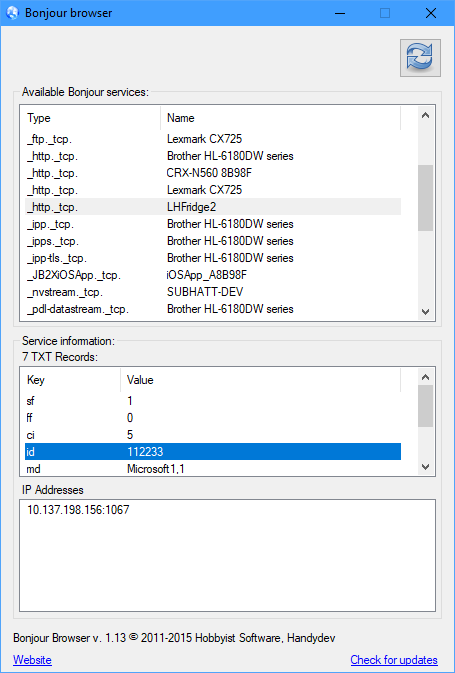 Bonjour browser
Available Bonjour services:
Type Name
_ftp._tcp. Lexmark CX725
_http._tcp. Brother HL-6180DW series
_http._tcp. CRX-N560 8B98F
_http._tcp. Lexmark CX725
_http._tcp. LHFridge2
_ipp._tcp. Brother HL-6180DW series
_ipps._tcp. Brother HL-6180DW series
_ipp-tls._tcp. Brother HL-6180DW series
_JB2XiOSApp._tcp. iOSApp_A8B98F
_nvstream._tcp. SUBHATT-DEV
_pdl-datastream._tcp. Brother HL-6180DW series
Service information:
7 TXT Records:
Key Value
sf 1
ff 0
ci 5
id 112233
md Microsoft1,1
IP Addresses
10.137.198.156:1067
Bonjour Browser v. 1.13 © 2011-2015 Hobbyist Software, Handydev
Website Check for updates